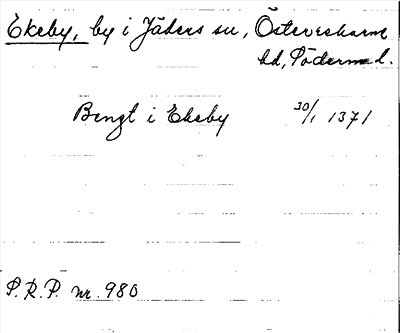 Ekeby, by i Jäders sn, Österrekarne
hd, Södermanl.
Bengt i Ekeby 30/1 1371
S.R.P. nr. 980